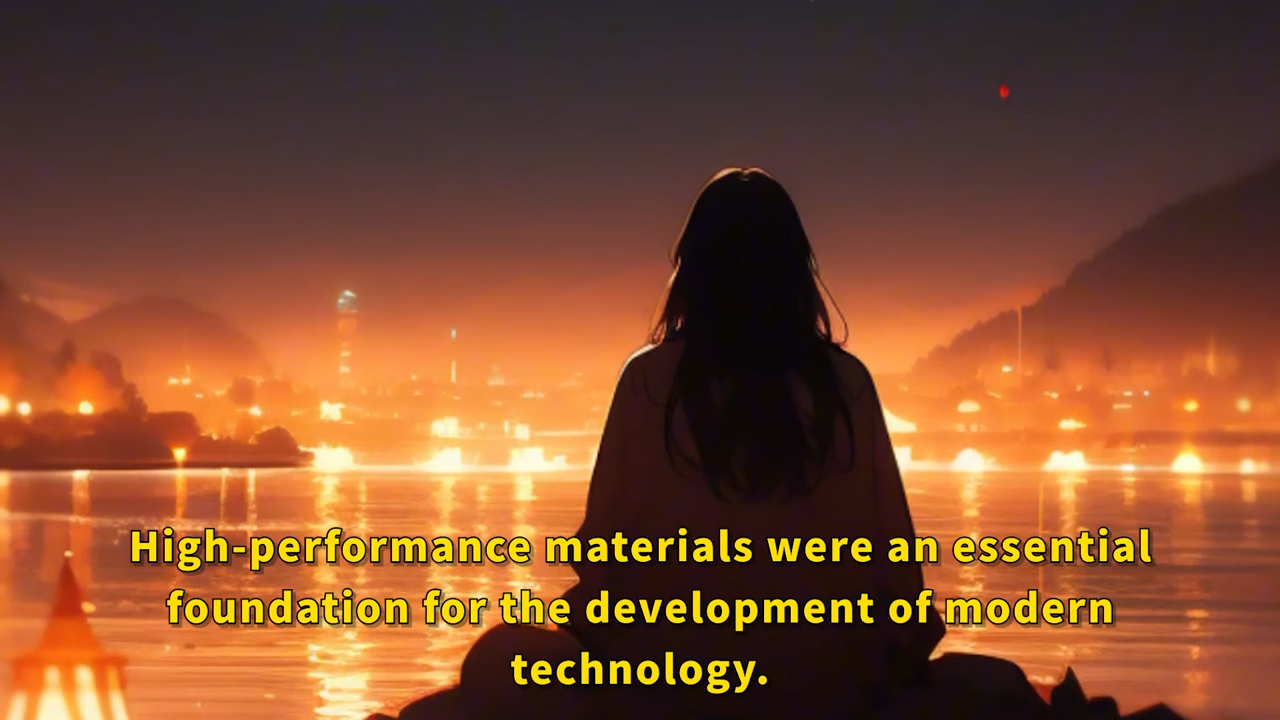 High-performance materials were an essential
foundation for the development of modern
technology.